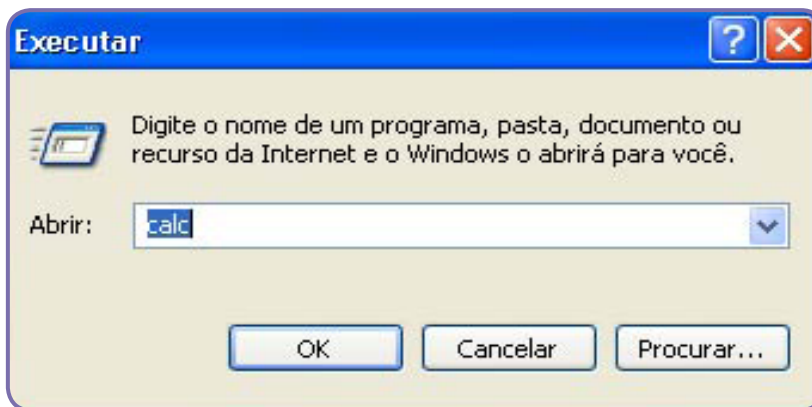 Executar
Digite o nome de um programa, pasta, documento ou
recurso da Internet e o Windows o abrirá para você.
Abrir: calc
OK Cancelar Procurar...